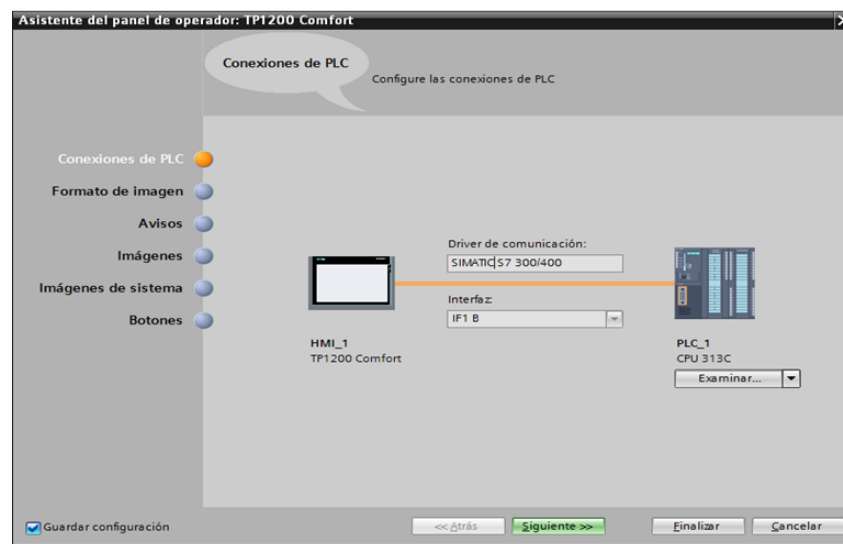 Asistente del panel de operador: TP1200 Comfort
Conexiones de PLC
Configure las conexiones de PLC
Conexiones de PLC
Formato de imagen
Avisos
Imágenes
Imágenes de sistema
Botones
Driver de comunicación:
SIMATIC S7 300/400
Interfaz:
IF1 B
HMI_1
TP1200 Comfort
PLC_1
CPU 313C
Examinar...
Guardar configuración
<< Atrás
Siguiente >>
Finalizar
Cancelar